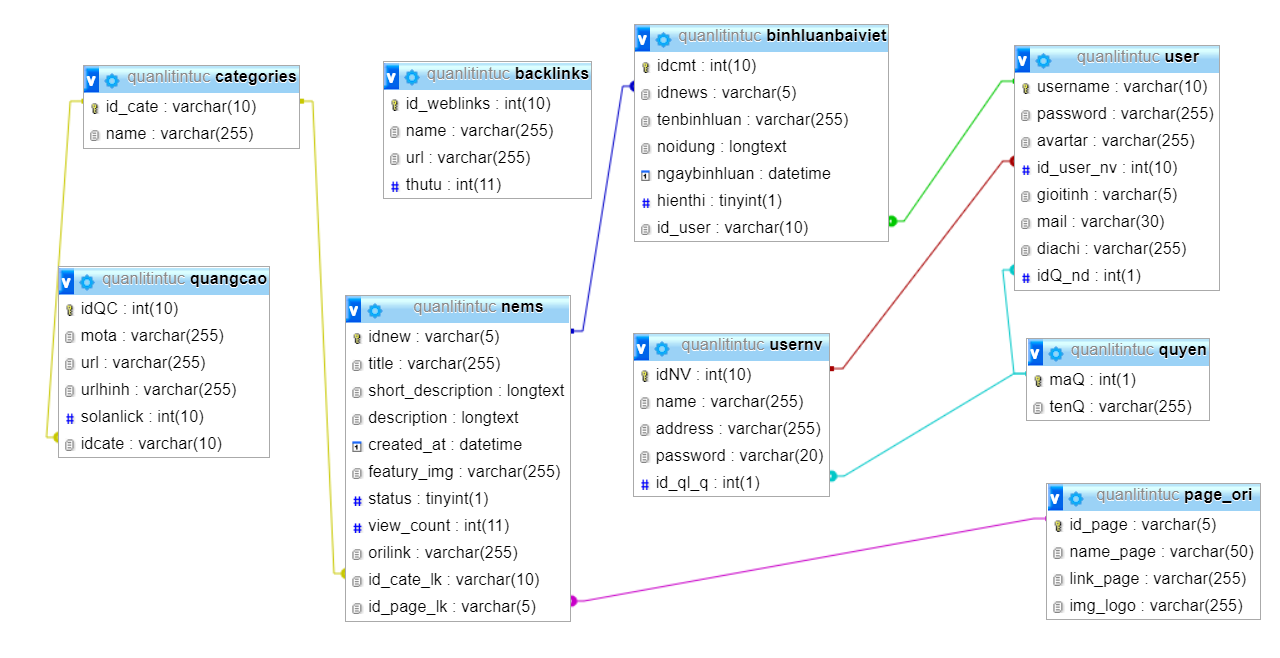 quanlitintuc categories
id_cate : varchar(10)
name : varchar(255)
quanlitintuc backlinks
id_weblinks : int(10)
name : varchar(255)
url : varchar(255)
thutu : int(11)
quanlitintuc binhluanbaiviet
idcmt : int(10)
idnews : varchar(5)
tenbinhluan : varchar(255)
noidung : longtext
ngaybinhluan : datetime
hienthi : tinyint(1)
id_user : varchar(10)
quanlitintuc user
username : varchar(10)
password : varchar(255)
avartar : varchar(255)
id_user_nv : int(10)
gioitinh : varchar(5)
mail : varchar(30)
diachi : varchar(255)
idQ_nd : int(1)
quanlitintuc quangcao
idQC : int(10)
mota : varchar(255)
url : varchar(255)
urlhinh : varchar(255)
solanlick : int(10)
idcate : varchar(10)
quanlitintuc nems
idnew : varchar(5)
title : varchar(255)
short_description : longtext
description : longtext
created_at : datetime
featury_img : varchar(255)
status : tinyint(1)
view_count : int(11)
orilink : varchar(255)
id_cate_lk : varchar(10)
id_page_lk : varchar(5)
quanlitintuc usernv
idNV : int(10)
name : varchar(255)
address : varchar(255)
password : varchar(20)
id_ql_q : int(1)
quanlitintuc quyen
maQ : int(1)
tenQ : varchar(255)
quanlitintuc page_ori
id_page : varchar(5)
name_page : varchar(50)
link_page : varchar(255)
img_logo : varchar(255)